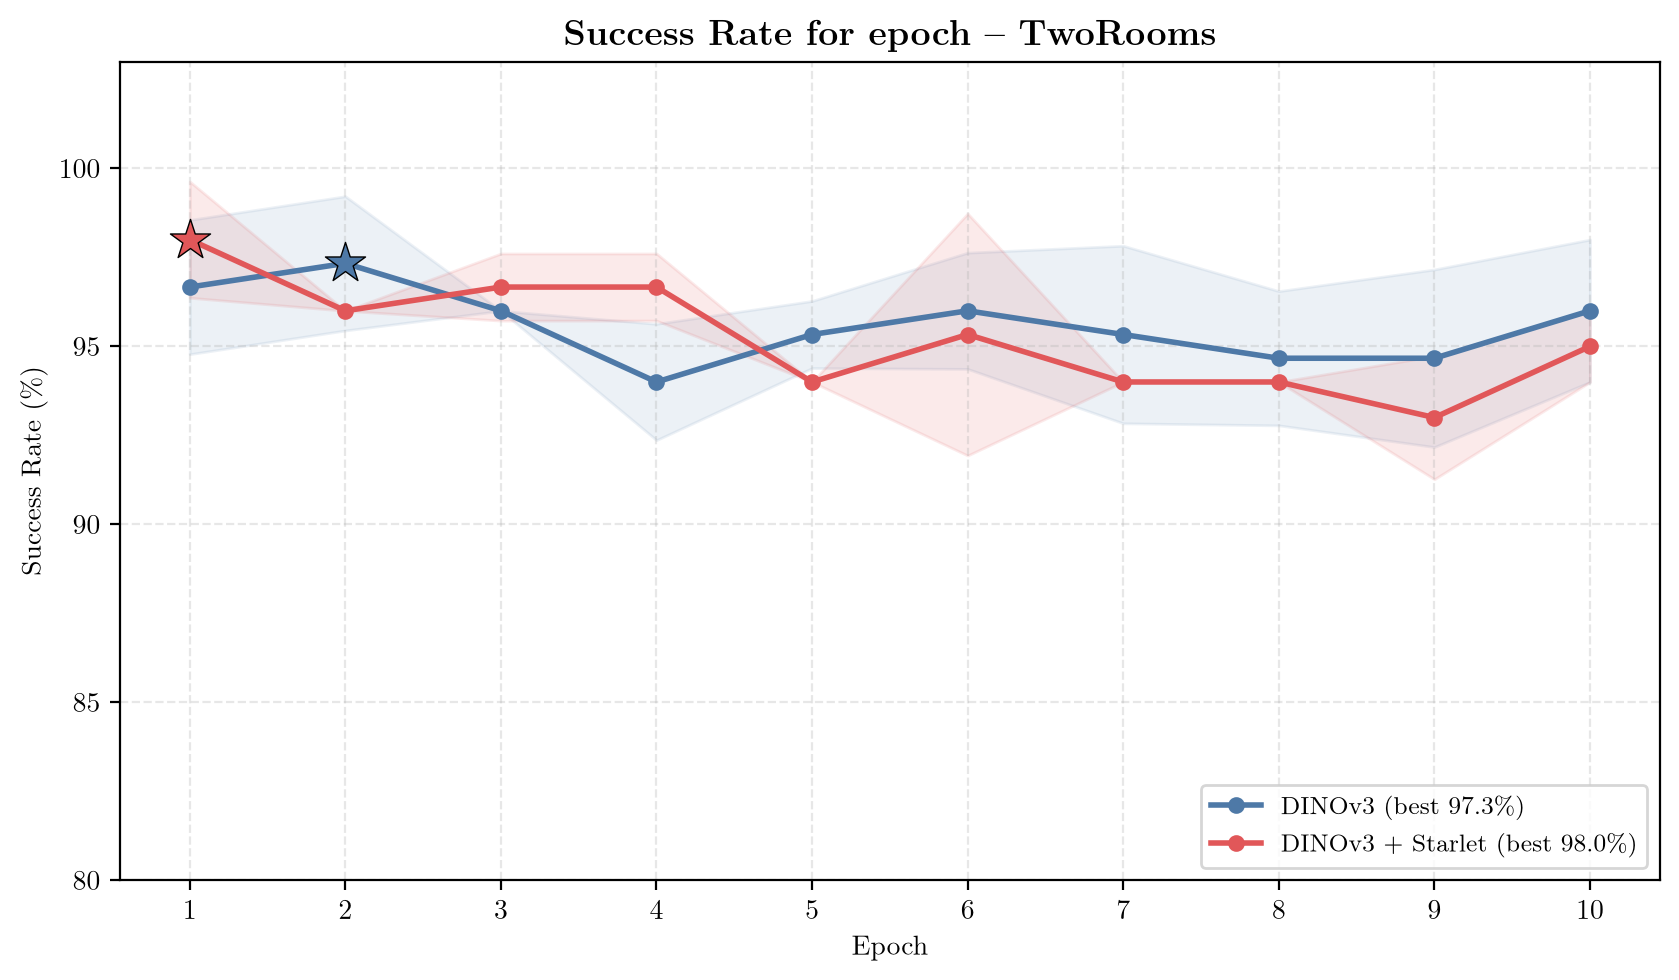 Success Rate for epoch – TwoRooms
Success Rate (%)
100
95
90
85
80
1 2 3 4 5 6 7 8 9 10
Epoch
DINOv3 (best 97.3%)
DINOv3 + Starlet (best 98.0%)